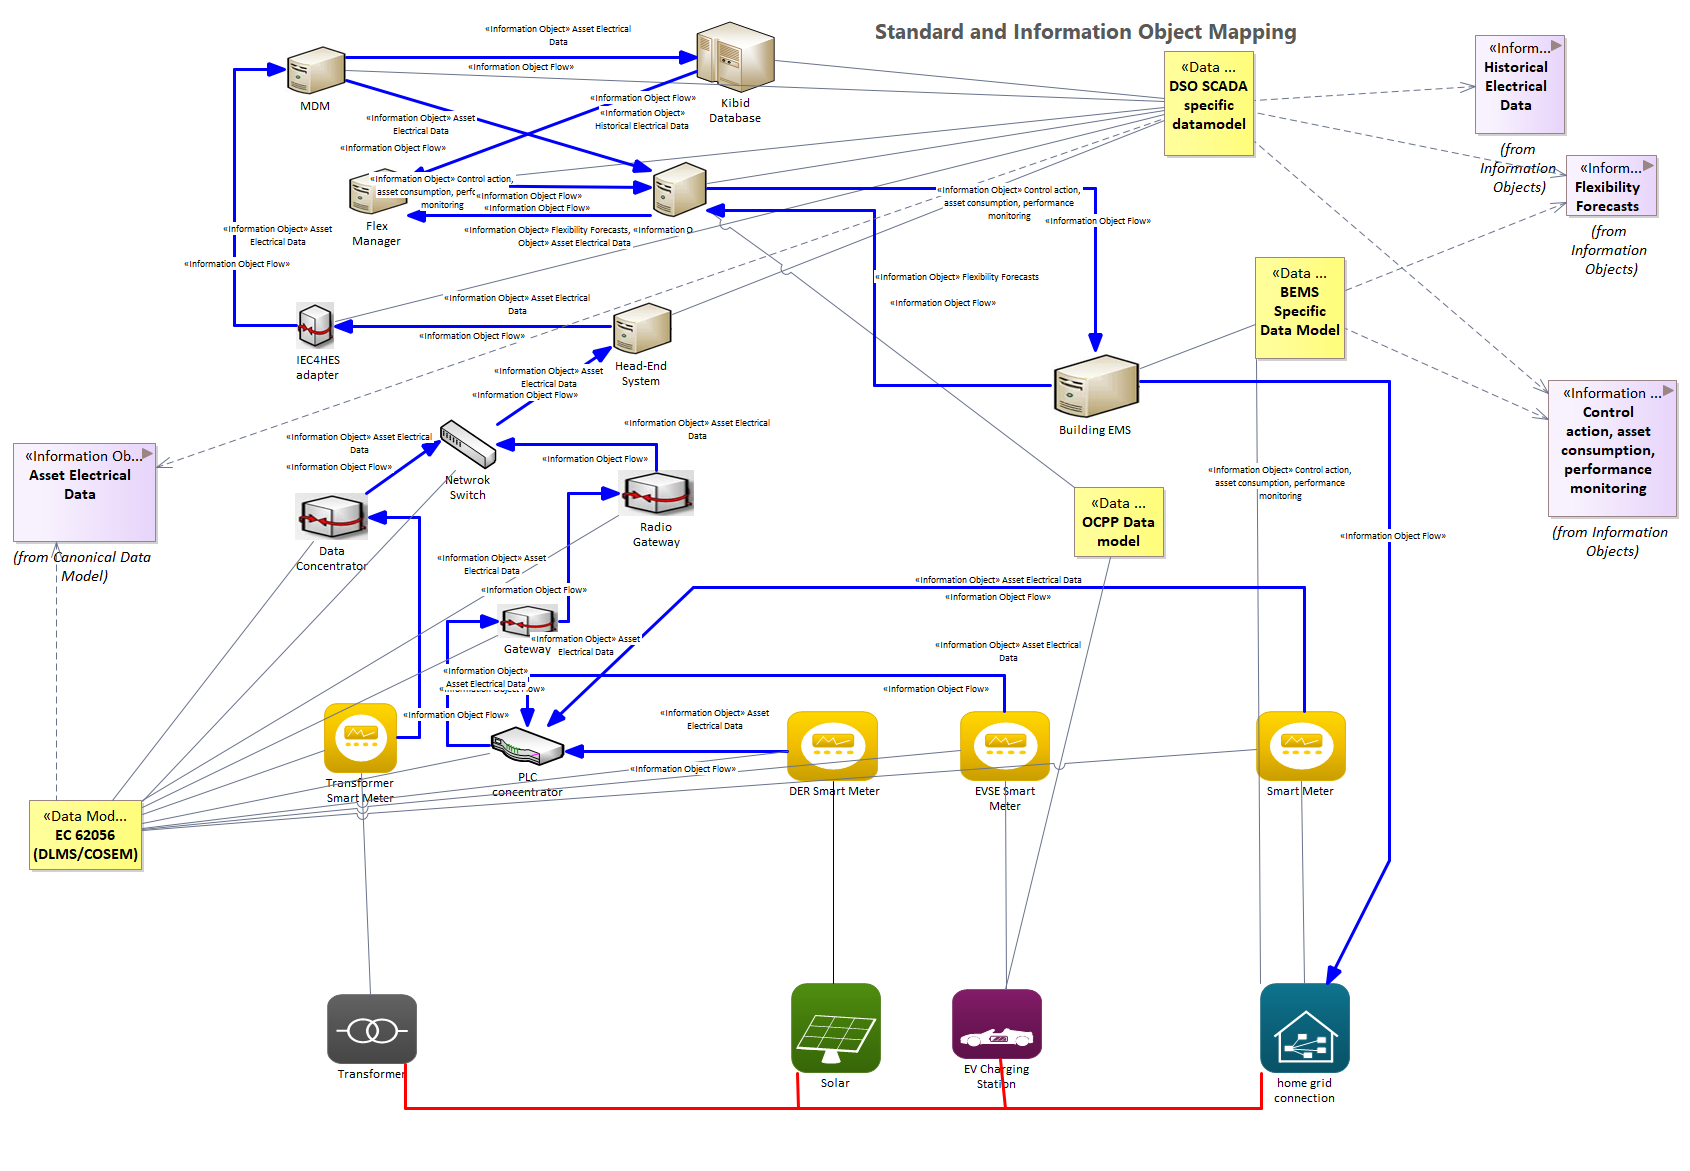 Standard and Information Object Mapping
«Information Object» Asset Electrical
Data
«Information Object Flow»
MDM
Kibid
Database
«Information Object» Asset
Electrical Data
«Information Object Flow»
«Information Object Flow»
«Information Object»
Historical Electrical Data
«Data ...
DSO SCADA
specific
datamodel
«Inform...
Historical
Electrical
Data
(from
Information
Objects)
«Inform...
Flexibility
Forecasts
(from
Information
Objects)
«Information Object» Control action,
asset consumption, perfc
monitoring
«Information Object Flow»
«Information Object Flow»
Flex
Manager
«Information Object» Flexibility Forecasts, «Information O
Object» Asset Electrical Data
«Information Object» Control action,
asset consumption, performance
monitoring
«Information Object Flow»
«Information Object» Asset
Electrical Data
«Information Object Flow»
«Information Object» Flexibility Forecasts
«Information Object Flow»
«Data ...
BEMS
Specific
Data Model
«Information Object» Asset Electrical
Data
«Information Object Flow»
IEC4HES
adapter
Head-End
System
«Information Object» Asset
Electrical Data
«Information Object Flow»
Building EMS
«Information ...
Control
action, asset
consumption,
performance
monitoring
(from Information
Objects)
«Information Ob...
Asset Electrical
Data
(from Canonical Data
Model)
«Information Object» Asset Electrical
Data
«Information Object Flow»
Netwrok
Switch
«Information Object» Asset Electrical
Data
«Information Object Flow»
Radio
Gateway
Data
Concentrator
«Information Object» Control action,
asset consumption, performance
monitoring
«Information Object Flow»
«Data ...
OCPP Data
model
«Information Object» Asset
Electrical Data
«Information Object Flow»
Gateway
«Information Object» Asset
Electrical Data
«Information Object» Asset Electrical Data
«Information Object Flow»
«Information Object» Asset Electrical
Data
«Information Object Flow»
«Information Object»
Asset Electrical Data
«Information Object Flow»
«Information Object Flow»
«Information Object» Asset
Electrical Data
«Information Object Flow»
Transformer
Smart Meter
PLC
concentrator
DER Smart Meter
EVSE Smart
Meter
Smart Meter
«Data Mod...
EC 62056
(DLMS/COSEM)
Transformer
Solar
EV Charging
Station
home grid
connection